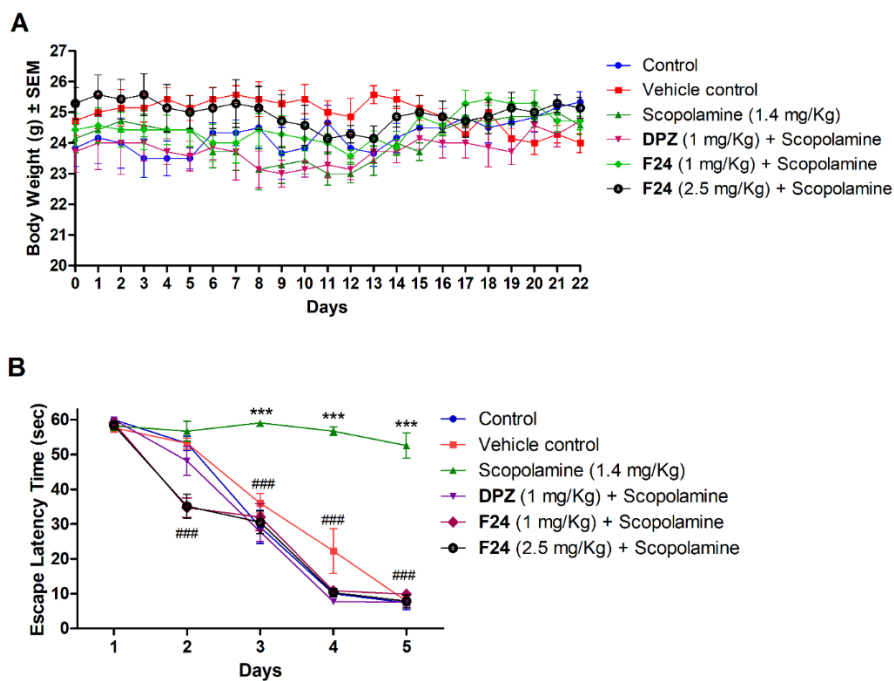 A
Body Weight (g) ± SEM
27
26
25
24
23
22
21
20
0 1 2 3 4 5 6 7 8 9 10 11 12 13 14 15 16 17 18 19 20 21 22
Days
Control
Vehicle control
Scopolamine (1.4 mg/Kg)
DPZ (1 mg/Kg) + Scopolamine
F24 (1 mg/Kg) + Scopolamine
F24 (2.5 mg/Kg) + Scopolamine
B
Escape Latency Time (sec)
60
50
40
30
20
10
0
*** *** ***
### ### ### ###
1 2 3 4 5
Days
Control
Vehicle control
Scopolamine (1.4 mg/Kg)
DPZ (1 mg/Kg) + Scopolamine
F24 (1 mg/Kg) + Scopolamine
F24 (2.5 mg/Kg) + Scopolamine